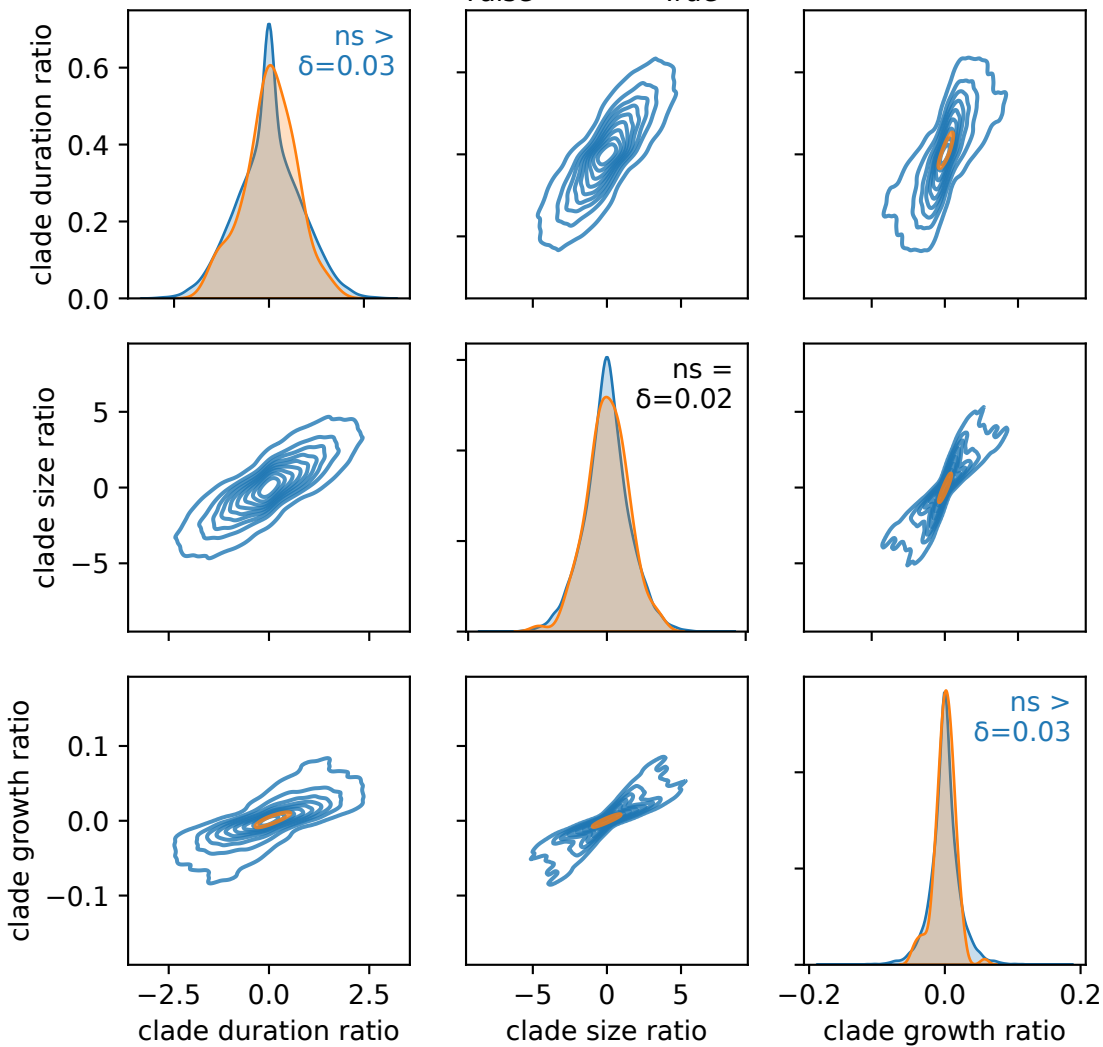 clade duration ratio
0.6
0.4
0.2
0.0
ns >
δ=0.03
clade size ratio
5
0
−5
ns =
δ=0.02
clade growth ratio
0.1
0.0
−0.1
ns >
δ=0.03
−2.5 0.0 2.5
−5 0 5
−0.2 0.0 0.2
clade duration ratio
clade size ratio
clade growth ratio